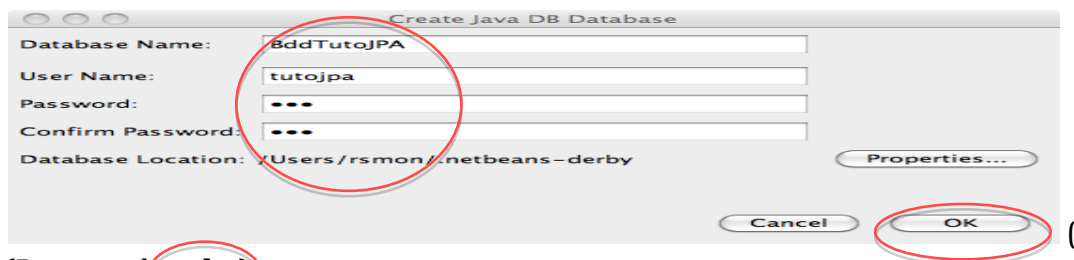 Create Java DB Database
Database Name: BddTutoJPA
User Name: tutojpa
Password: •••
Confirm Password: •••
Database Location: /Users/rsmon/.netbeans-derby
Properties...
Cancel
OK